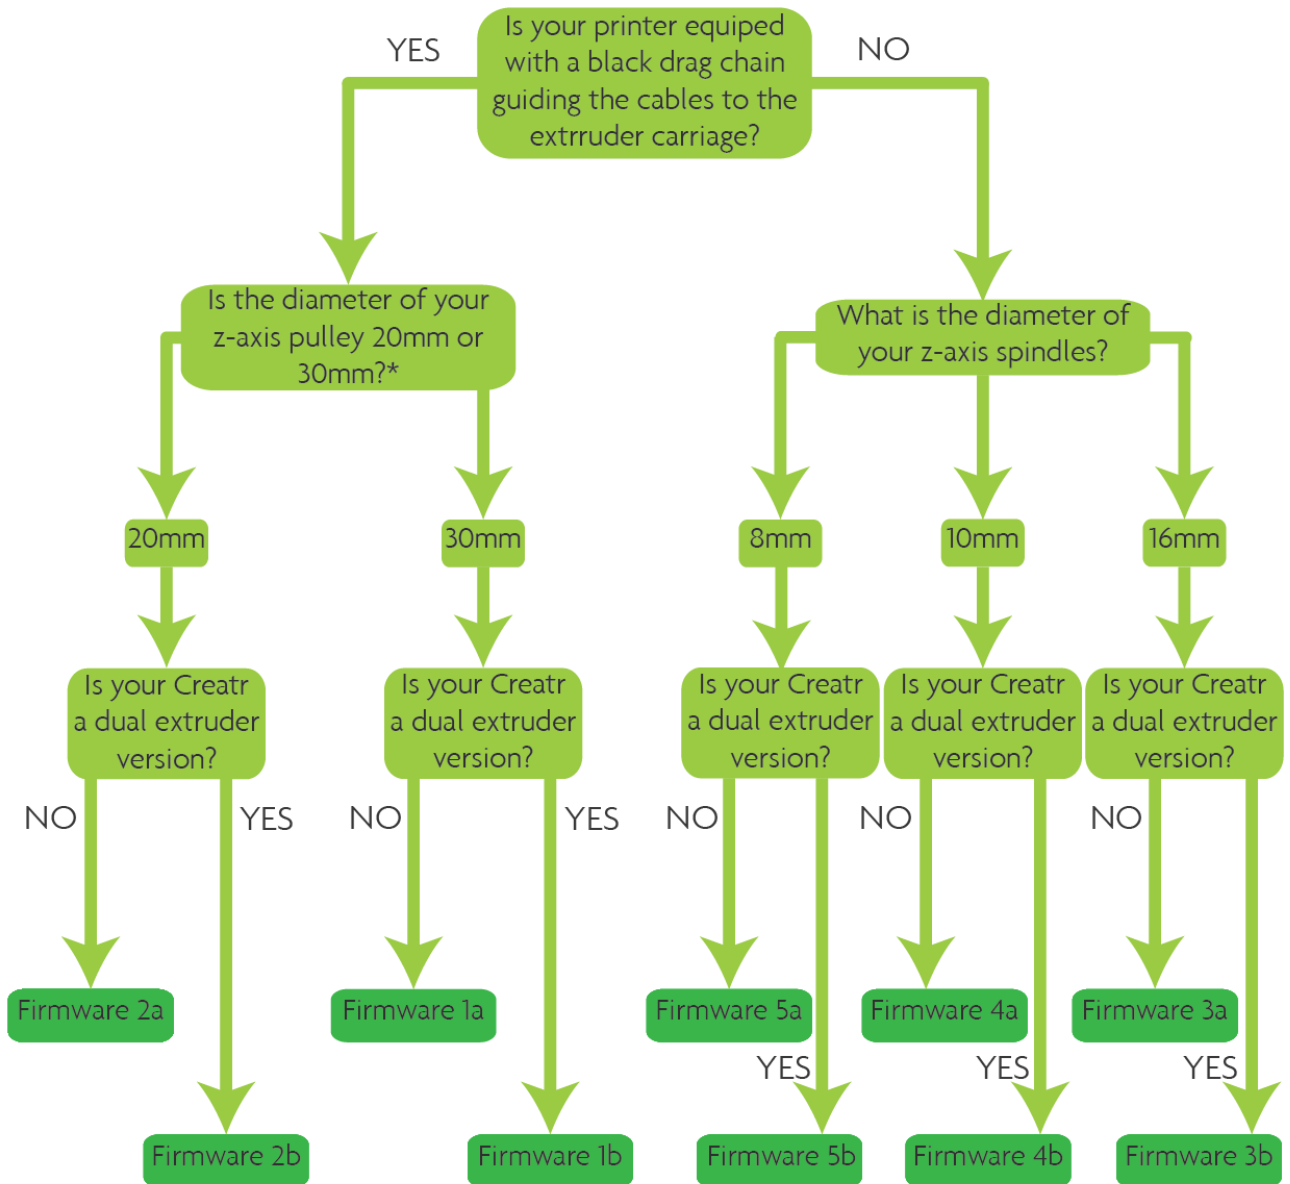 Is your printer equiped
with a black drag chain
guiding the cables to the
extrruder carriage?
YES
NO
Is the diameter of your
z-axis pulley 20mm or
30mm?*
What is the diameter of
your z-axis spindles?
20mm
30mm
8mm
10mm
16mm
Is your Creatr
a dual extruder
version?
Is your Creatr
a dual extruder
version?
Is your Creatr
a dual extruder
version?
Is your Creatr
a dual extruder
version?
Is your Creatr
a dual extruder
version?
NO
YES
NO
YES
NO
NO
NO
Firmware 2a
Firmware 1a
Firmware 5a
Firmware 4a
Firmware 3a
YES
YES
YES
Firmware 2b
Firmware 1b
Firmware 5b
Firmware 4b
Firmware 3b